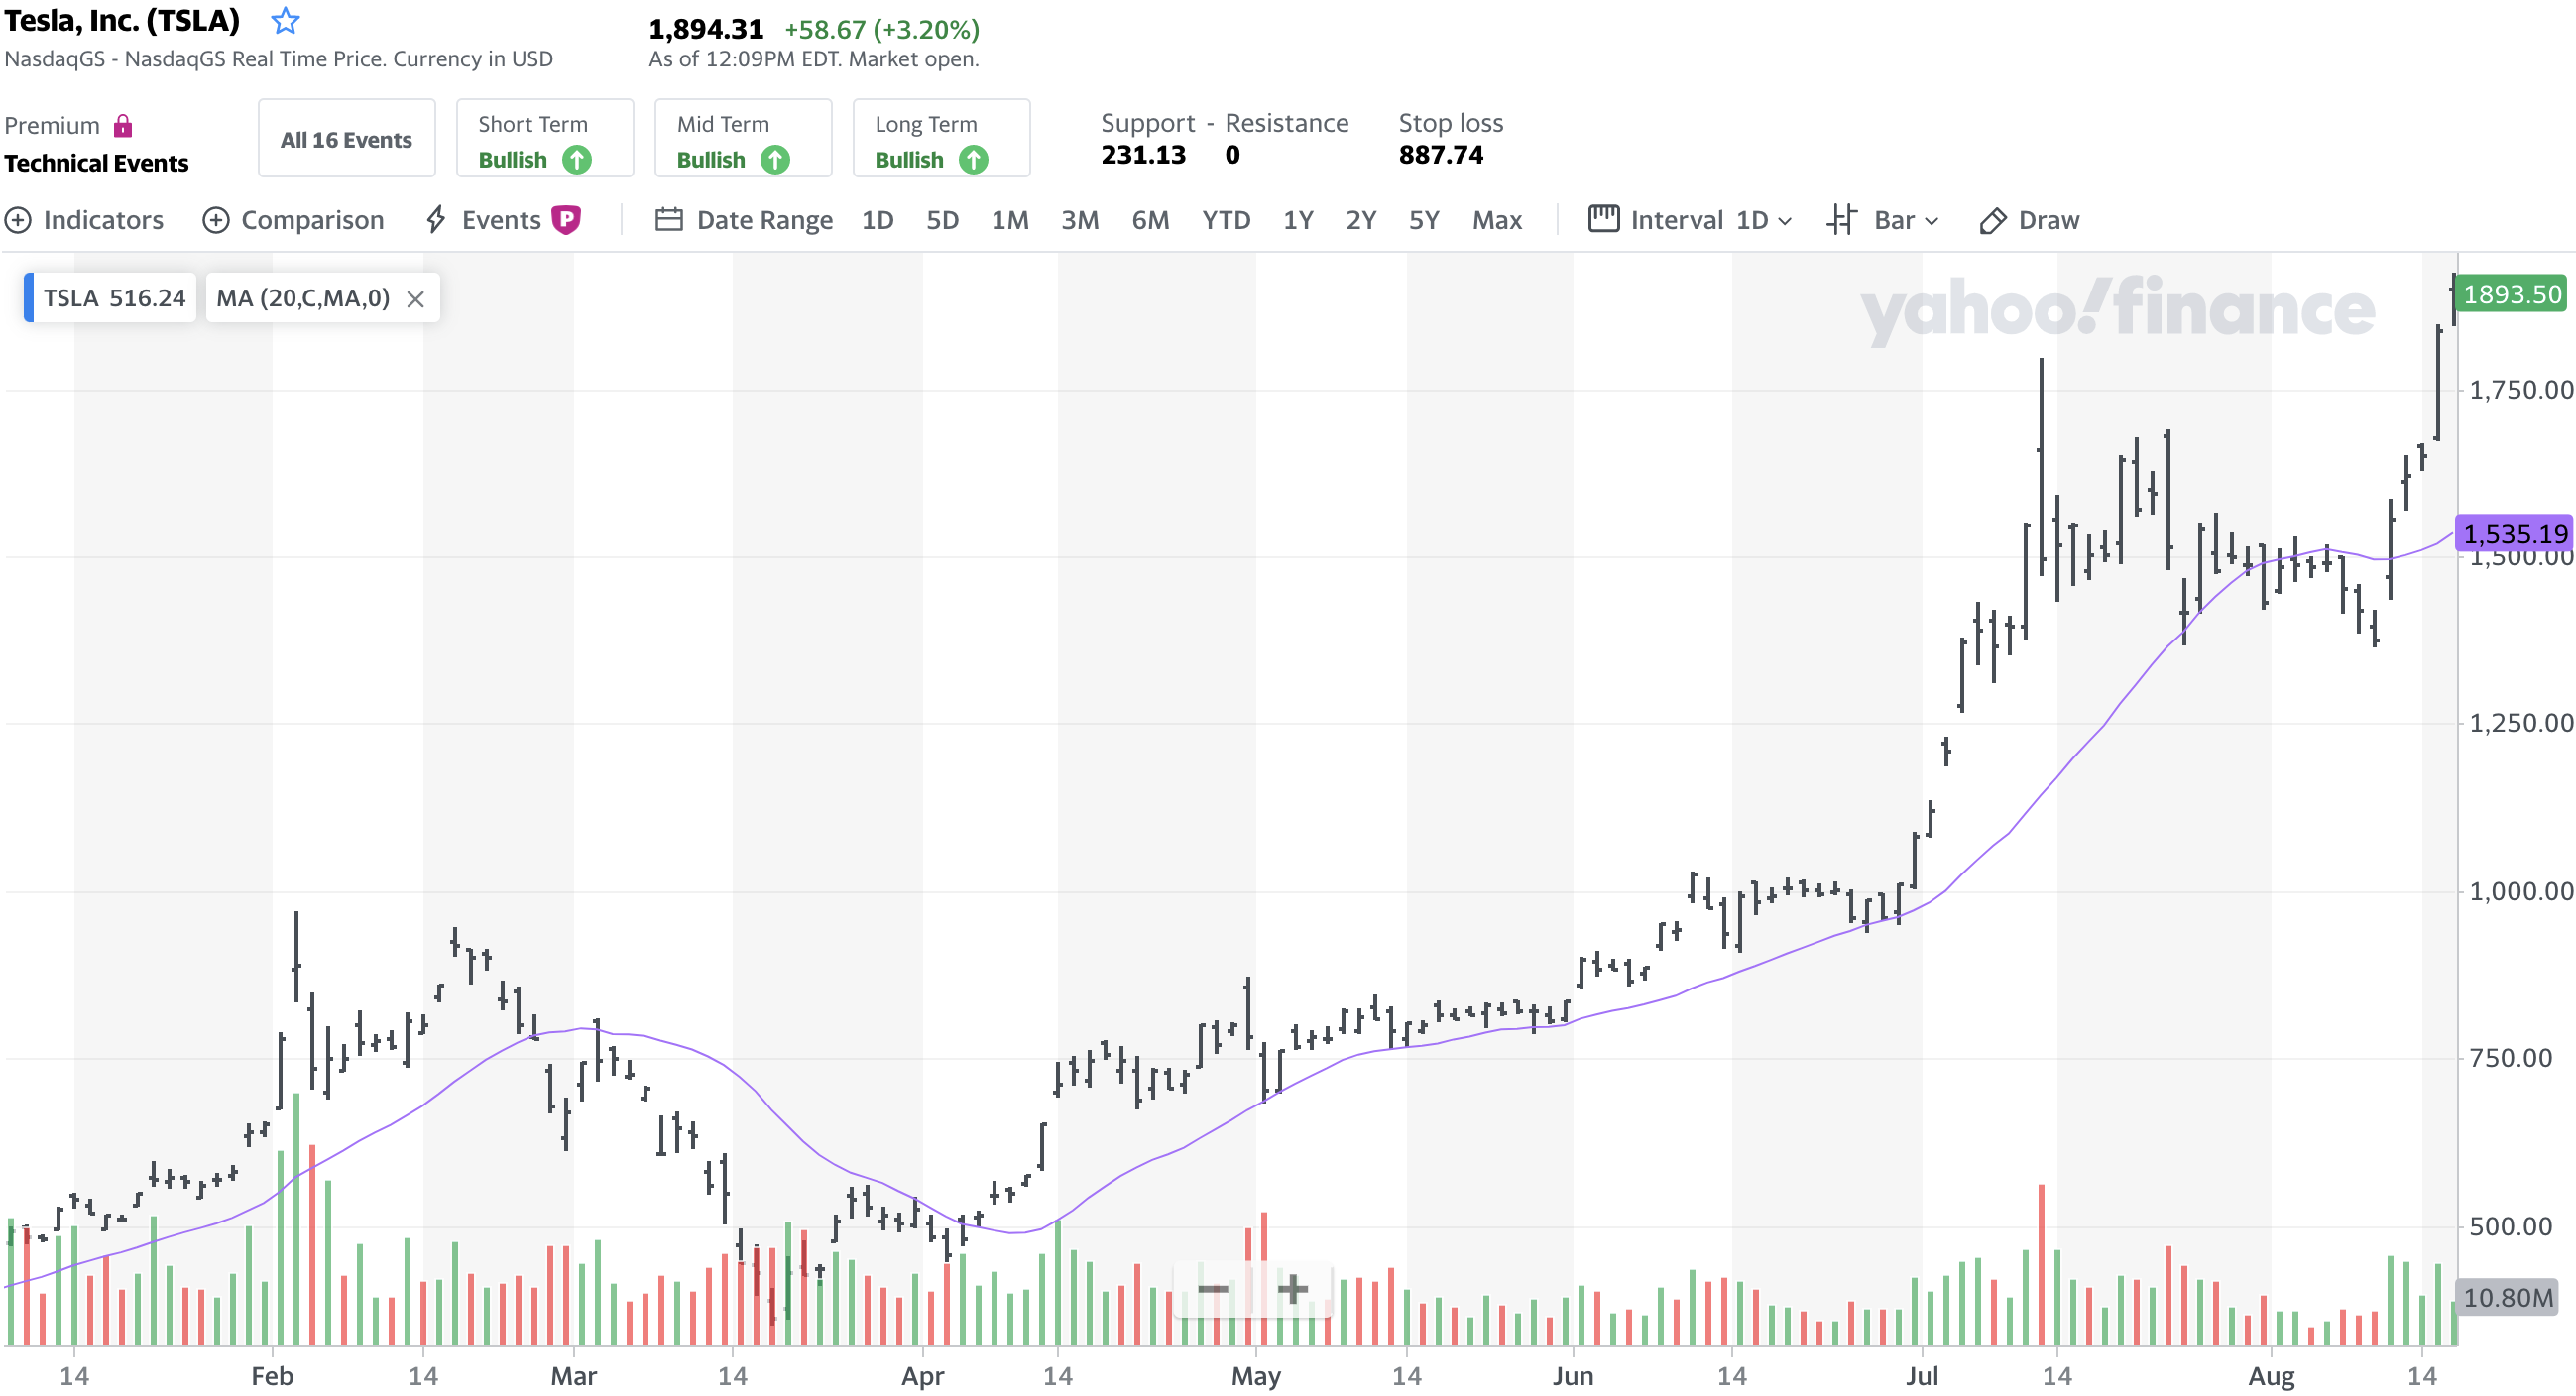 Tesla, Inc. (TSLA)
1,894.31 +58.67 (+3.20%)
NasdaqGS - NasdaqGS Real Time Price. Currency in USD
As of 12:09PM EDT. Market open.
Premium
Technical Events
All 16 Events
Short Term
Bullish
Mid Term
Bullish
Long Term
Bullish
Support - Resistance
231.13 0
Stop loss
887.74
Indicators Comparison Events P Date Range 1D 5D 1M 3M 6M YTD 1Y 2Y 5Y Max Interval 1D Bar Draw
TSLA 516.24 MA (20,C,MA,0)
yahoo!finance
1893.50
1,750.00
1,535.19
1,500.00
1,250.00
1,000.00
750.00
500.00
10.80M
14 Feb 14 Mar 14 Apr 14 May 14 Jun 14 Jul 14 Aug 14